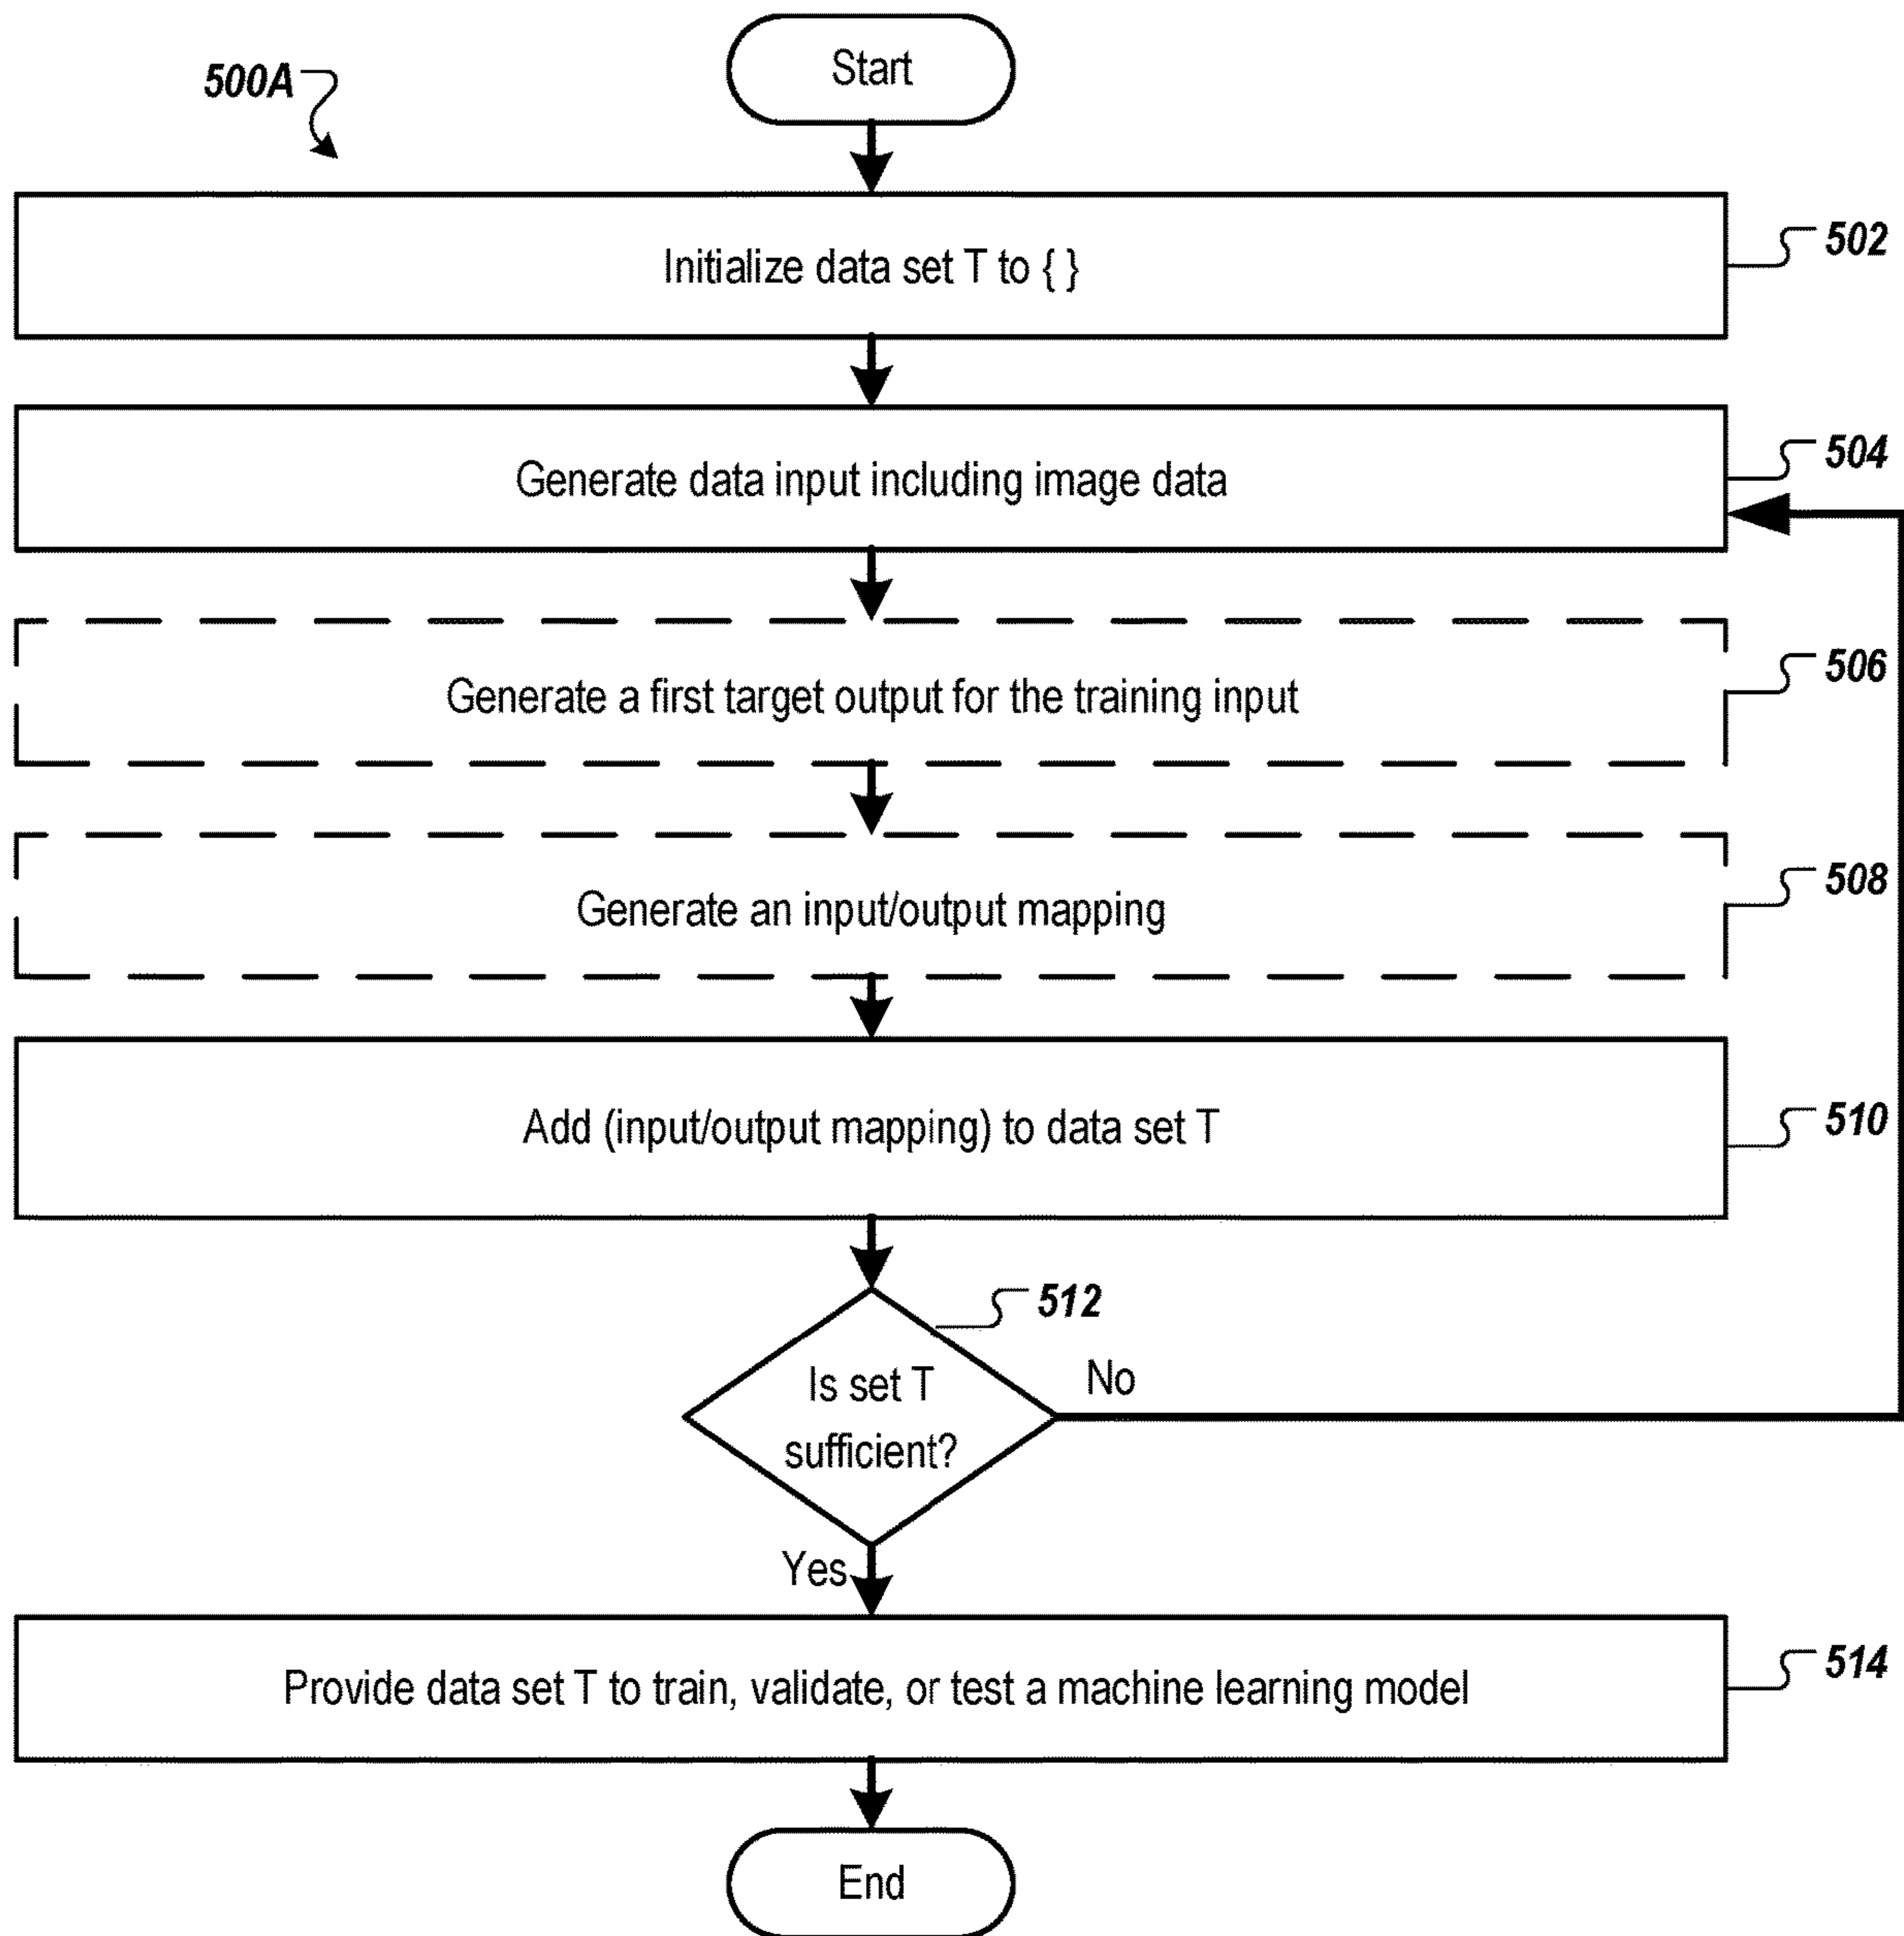 Start
500A
Initialize data set T to { }
502
Generate data input including image data
504
Generate a first target output for the training input
506
Generate an input/output mapping
508
Add (input/output mapping) to data set T
510
512
Is set T
sufficient?
No
Yes
Provide data set T to train, validate, or test a machine learning model
514
End